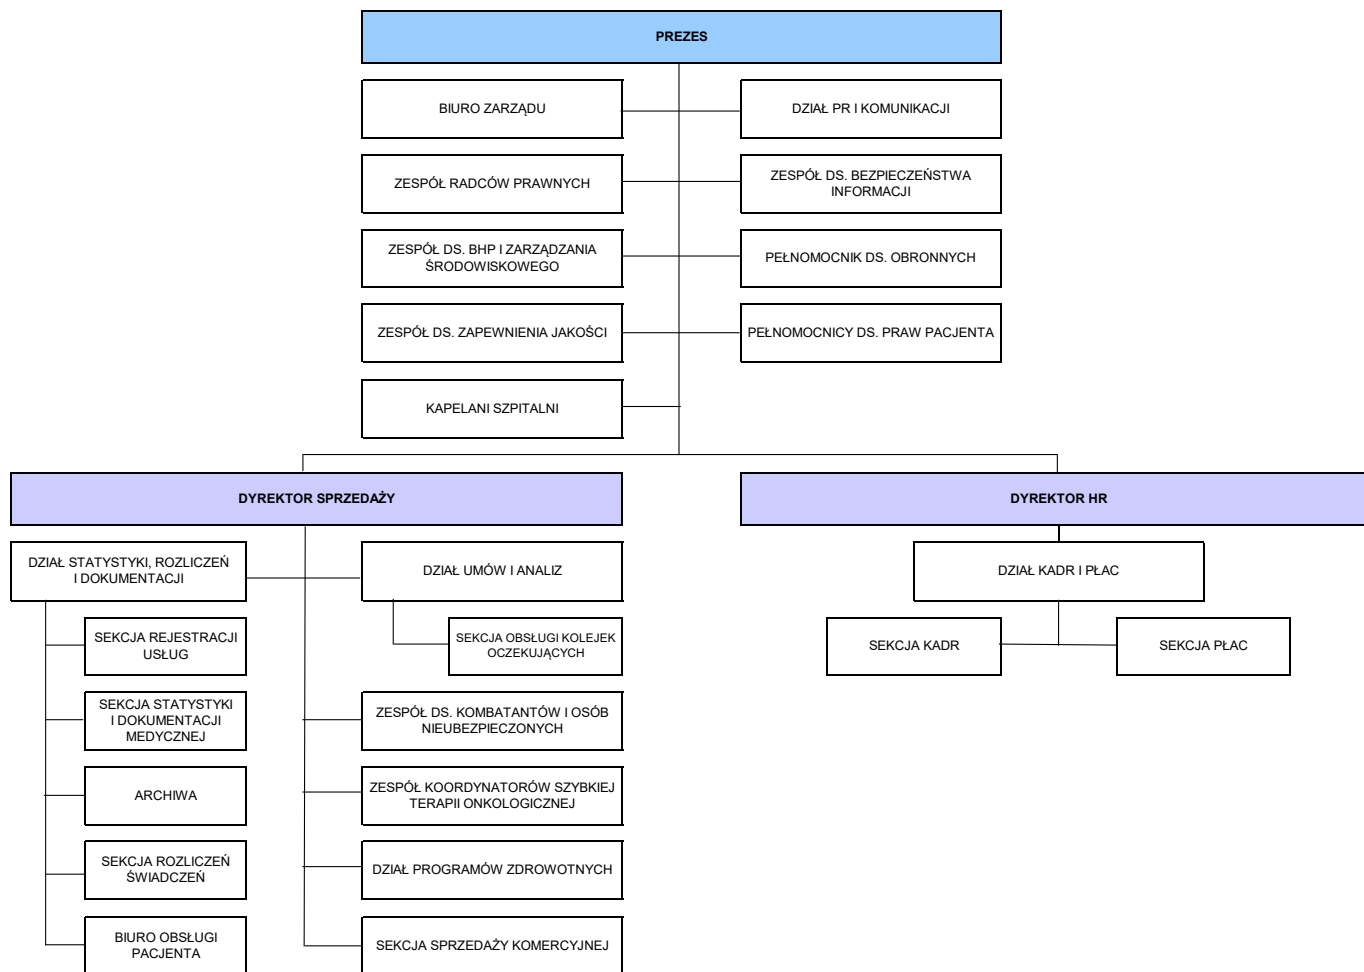 PREZES
BIURO ZARZĄDU
DZIAŁ PR I KOMUNIKACJI
ZESPÓŁ RADCÓW PRAWNYCH
ZESPÓŁ DS. BEZPIECZEŃSTWA
INFORMACJI
ZESPÓŁ DS. BHP I ZARZĄDZANIA
ŚRODOWISKOWEGO
PEŁNOMOCNIK DS. OBRONNYCH
ZESPÓŁ DS. ZAPEWNIENIA JAKOŚCI
PEŁNOMOCNICY DS. PRAW PACJENTA
KAPELANI SZPITALNI
DYREKTOR SPRZEDAŻY
DYREKTOR HR
DZIAŁ STATYSTYKI, ROZLICZEŃ
I DOKUMENTACJI
DZIAŁ UMÓW I ANALIZ
DZIAŁ KADR I PŁAC
SEKCJA REJESTRACJI
USŁUG
SEKCJA OBSŁUGI KOLEJEK
OCZEKUJĄCYCH
SEKCJA KADR
SEKCJA PŁAC
SEKCJA STATYSTYKI
I DOKUMENTACJI
MEDYCZNEJ
ZESPÓŁ DS. KOMBATANTÓW I OSÓB
NIEUBEZPIECZONYCH
ARCHIWA
ZESPÓŁ KOORDYNATORÓW SZYBKIEJ
TERAPII ONKOLOGICZNEJ
SEKCJA ROZLICZEŃ
ŚWIADCZEŃ
DZIAŁ PROGRAMÓW ZDROWOTNYCH
BIURO OBSŁUGI
PACJENTA
SEKCJA SPRZEDAŻY KOMERCYJNEJ